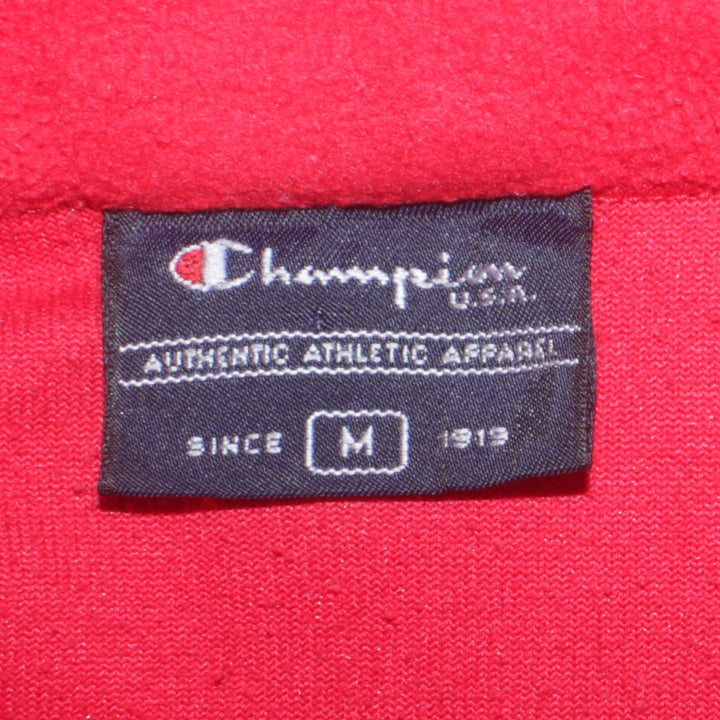 Champion
U.S.A.
AUTHENTIC ATHLETIC APPAREL
SINCE M 1919